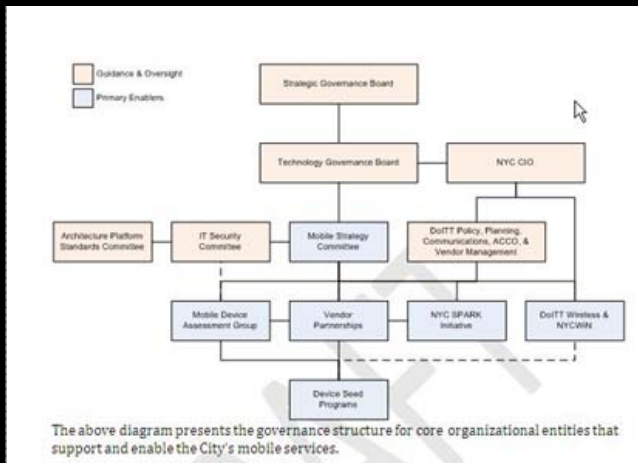 Guidance & Oversight
Primary Enablers
Strategic Governance Board
Technology Governance Board
NYC CIO
Architecture Platform
Standards Committee
IT Security
Committee
Mobile Strategy
Committee
DoITT Policy, Planning,
Communications, ACCO, &
Vendor Management
Mobile Device
Assessment Group
Vendor
Partnerships
NYC SPARK
Initiative
DoITT Wireless &
NYCWiN
Device Seed
Programs
DRAFT
The above diagram presents the governance structure for core organizational entities that
support and enable the City's mobile services.